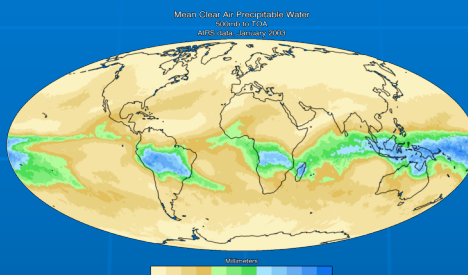 Mean Clear Air Precipitable Water
500mb to TOA
AIRS data, January 2003
Millimeters